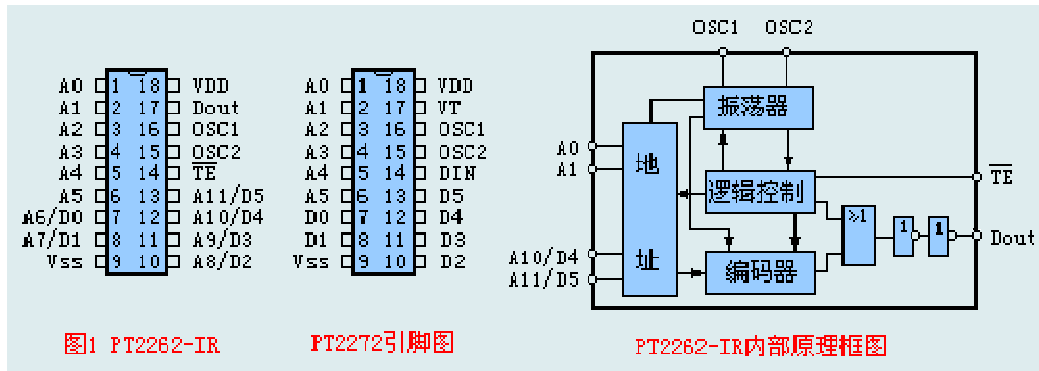 A0 1 18 VDD
A1 2 17 Dout
A2 3 16 OSC1
A3 4 15 OSC2
A4 5 14 TE
A5 6 13 A11/D5
A6/D0 7 12 A10/D4
A7/D1 8 11 A9/D3
Vss 9 10 A8/D2
图1 PT2262-IR
A0 1 18 VDD
A1 2 17 VT
A2 3 16 OSC1
A3 4 15 OSC2
A4 5 14 DIN
A5 6 13 D5
D0 7 12 D4
D1 8 11 D3
Vss 9 10 D2
PT2272引脚图
OSC1 OSC2
振荡器
A0
A1
地
址
逻辑控制
TE
≥1
1
1
Dout
A10/D4
A11/D5
编码器
PT2262-IR内部原理框图